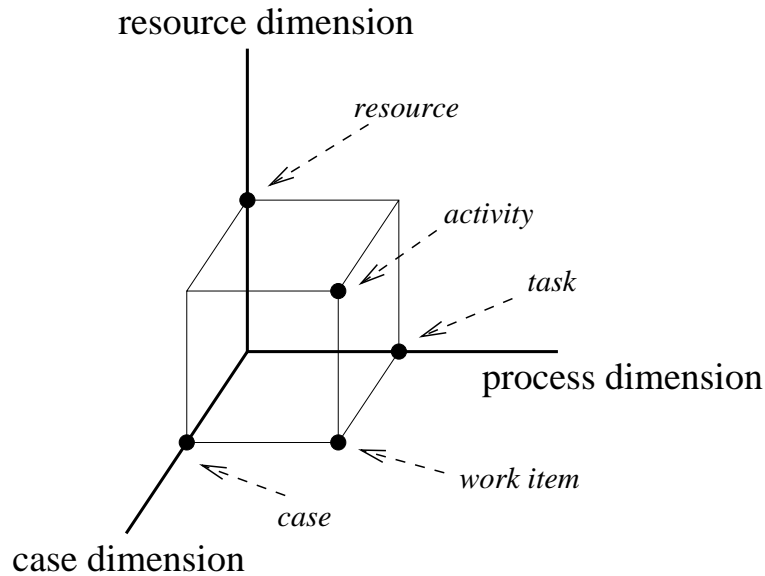 resource dimension
resource
activity
task
process dimension
work item
case
case dimension